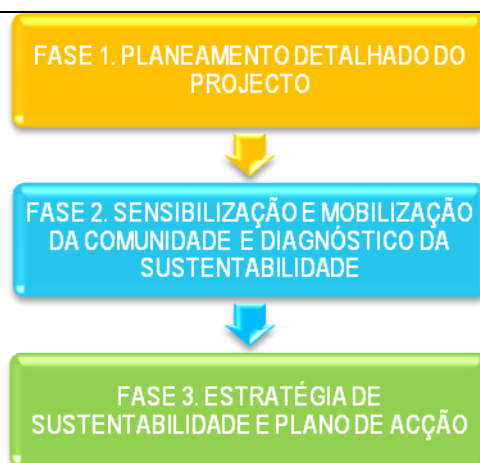 FASE 1. PLANEAMENTO DETALHADO DO
PROJECTO
FASE 2. SENSIBILIZAÇÃO E MOBILIZAÇÃO
DA COMUNIDADE E DIAGNÓSTICO DA
SUSTENTABILIDADE
FASE 3. ESTRATÉGIA DE
SUSTENTABILIDADE E PLANO DE ACÇÃO